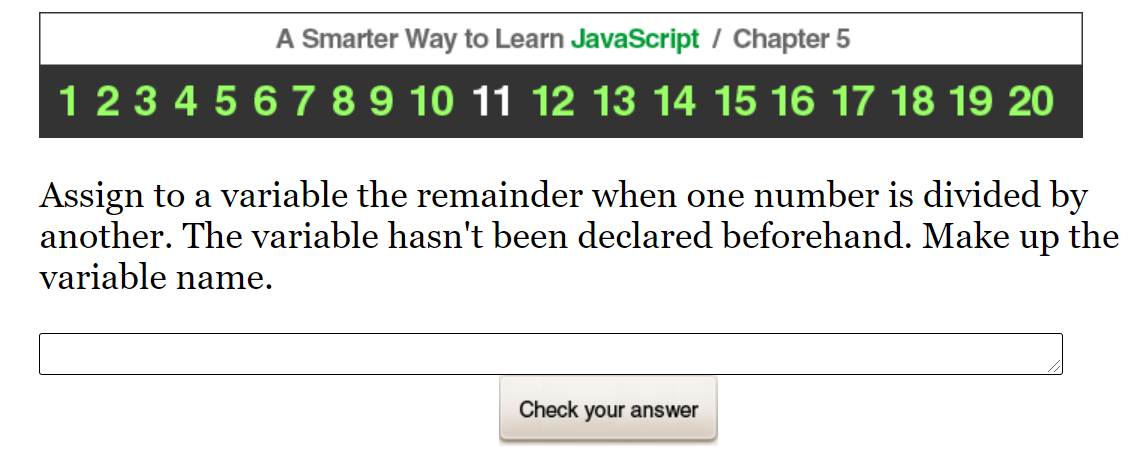 A Smarter Way to Learn JavaScript / Chapter 5
1 2 3 4 5 6 7 8 9 10 11 12 13 14 15 16 17 18 19 20
Assign to a variable the remainder when one number is divided by
another. The variable hasn't been declared beforehand. Make up the
variable name.
Check your answer